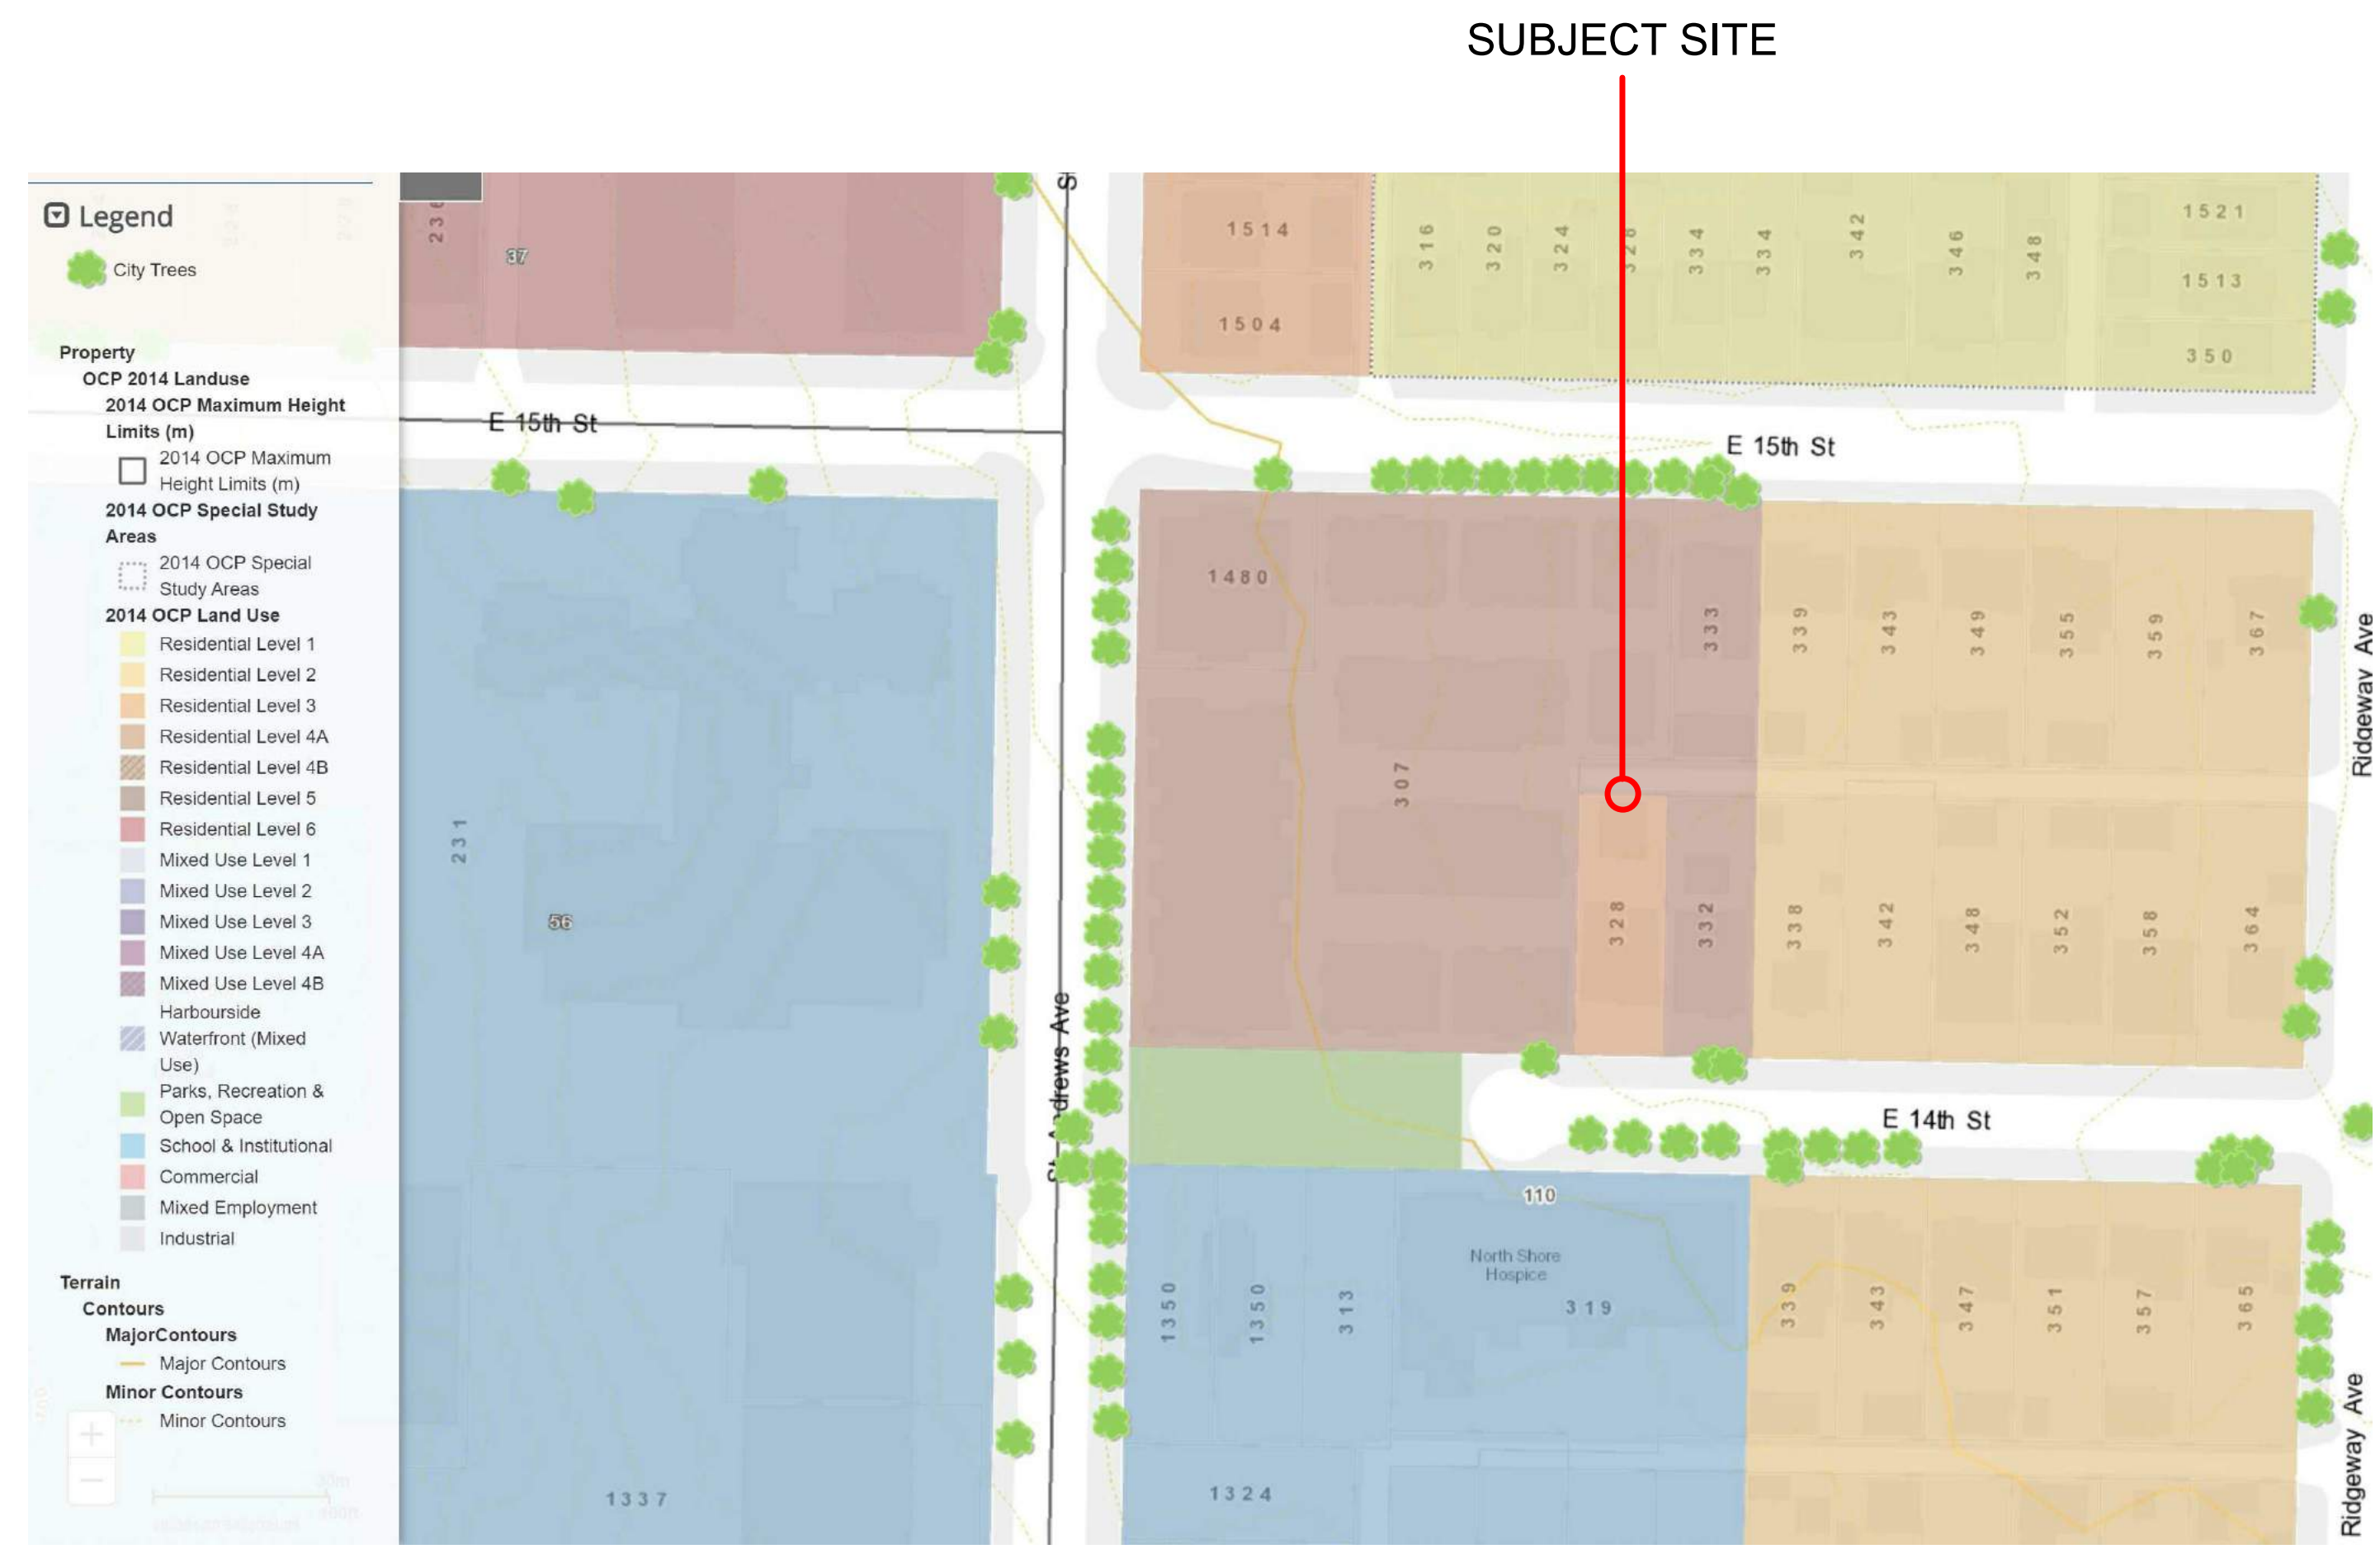 SUBJECT SITE
Legend
City Trees
Property
OCP 2014 Landuse
2014 OCP Maximum Height
Limits (m)
2014 OCP Maximum
Height Limits (m)
2014 OCP Special Study
Areas
2014 OCP Special
Study Areas
2014 OCP Land Use
Residential Level 1
Residential Level 2
Residential Level 3
Residential Level 4A
Residential Level 4B
Residential Level 5
Residential Level 6
Mixed Use Level 1
Mixed Use Level 2
Mixed Use Level 3
Mixed Use Level 4A
Mixed Use Level 4B
Harbourside
Waterfront (Mixed
Use)
Parks, Recreation &
Open Space
School & Institutional
Commercial
Mixed Employment
Industrial
Terrain
Contours
MajorContours
Major Contours
Minor Contours
Minor Contours
37
1514
1504
316
320
324
334
334
342
346
348
1521
1513
350
E 15th St
E 15th St
1480
333
339
343
349
355
359
367
Ridgeway Ave
307
231
56
328
332
338
342
348
352
358
364
St Andrews Ave
E 14th St
110
North Shore
Hospice
319
1350
1350
313
339
343
347
351
357
365
Ridgeway Ave
1337
1324